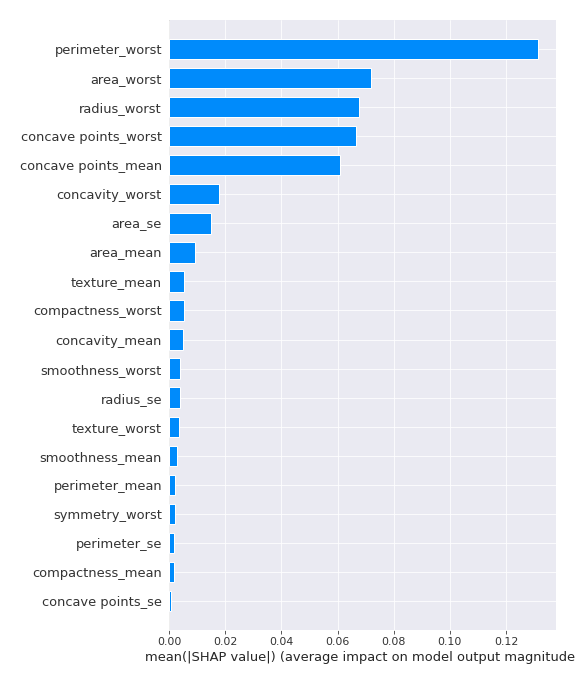 perimeter_worst
area_worst
radius_worst
concave points_worst
concave points_mean
concavity_worst
area_se
area_mean
texture_mean
compactness_worst
concavity_mean
smoothness_worst
radius_se
texture_worst
smoothness_mean
perimeter_mean
symmetry_worst
perimeter_se
compactness_mean
concave points_se
0.00 0.02 0.04 0.06 0.08 0.10 0.12
mean(|SHAP value|) (average impact on model output magnitude